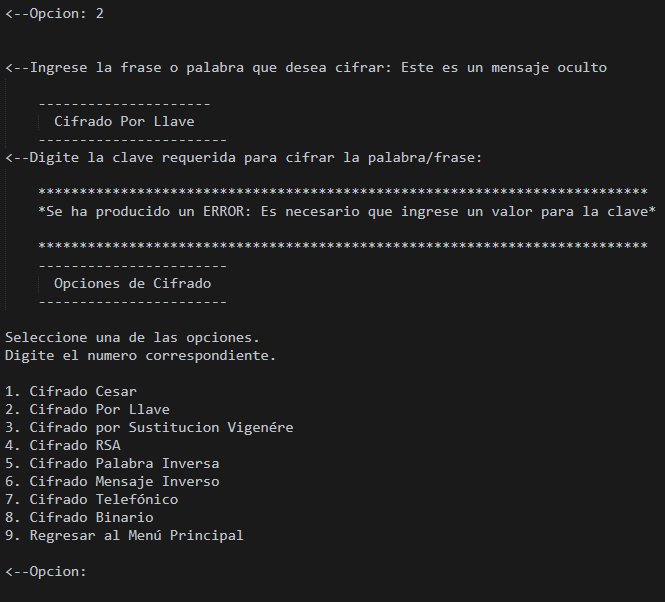 <--Opcion: 2
<--Ingrese la frase o palabra que desea cifrar: Este es un mensaje oculto
---------------------
Cifrado Por Llave
-----------------------
<--Digite la clave requerida para cifrar la palabra/frase:
**************************************************************************
*Se ha producido un ERROR: Es necesario que ingrese un valor para la clave*
**************************************************************************
-----------------------
Opciones de Cifrado
-----------------------
Seleccione una de las opciones.
Digite el numero correspondiente.
1. Cifrado Cesar
2. Cifrado Por Llave
3. Cifrado por Sustitucion Vigenére
4. Cifrado RSA
5. Cifrado Palabra Inversa
6. Cifrado Mensaje Inverso
7. Cifrado Telefónico
8. Cifrado Binario
9. Regresar al Menú Principal
<--Opcion: